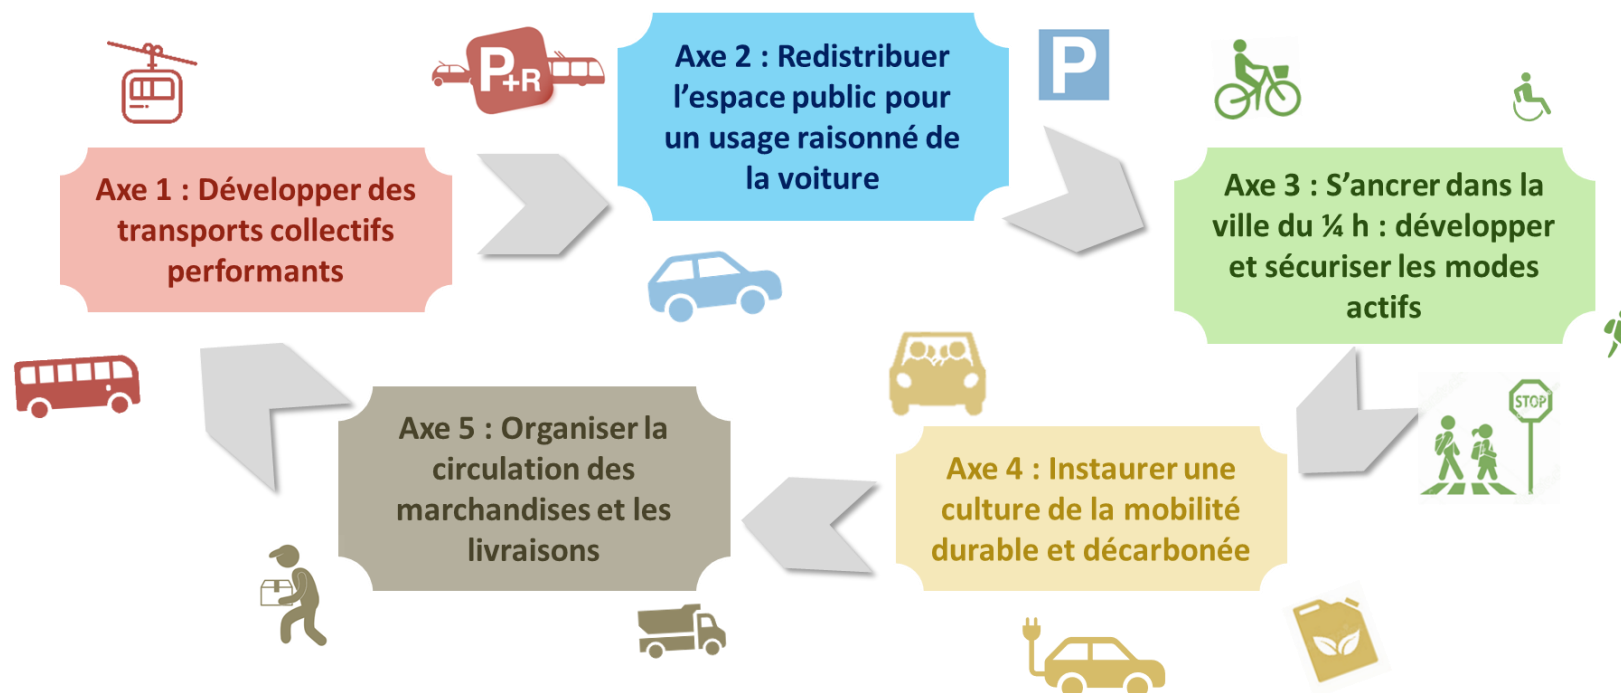 P+R
Axe 2 : Redistribuer
l’espace public pour
un usage raisonné de
la voiture
P
Axe 1 : Développer des
transports collectifs
performants
Axe 3 : S’ancrer dans la
ville du ¼ h : développer
et sécuriser les modes
actifs
STOP
Axe 5 : Organiser la
circulation des
marchandises et les
livraisons
Axe 4 : Instaurer une
culture de la mobilité
durable et décarbonée